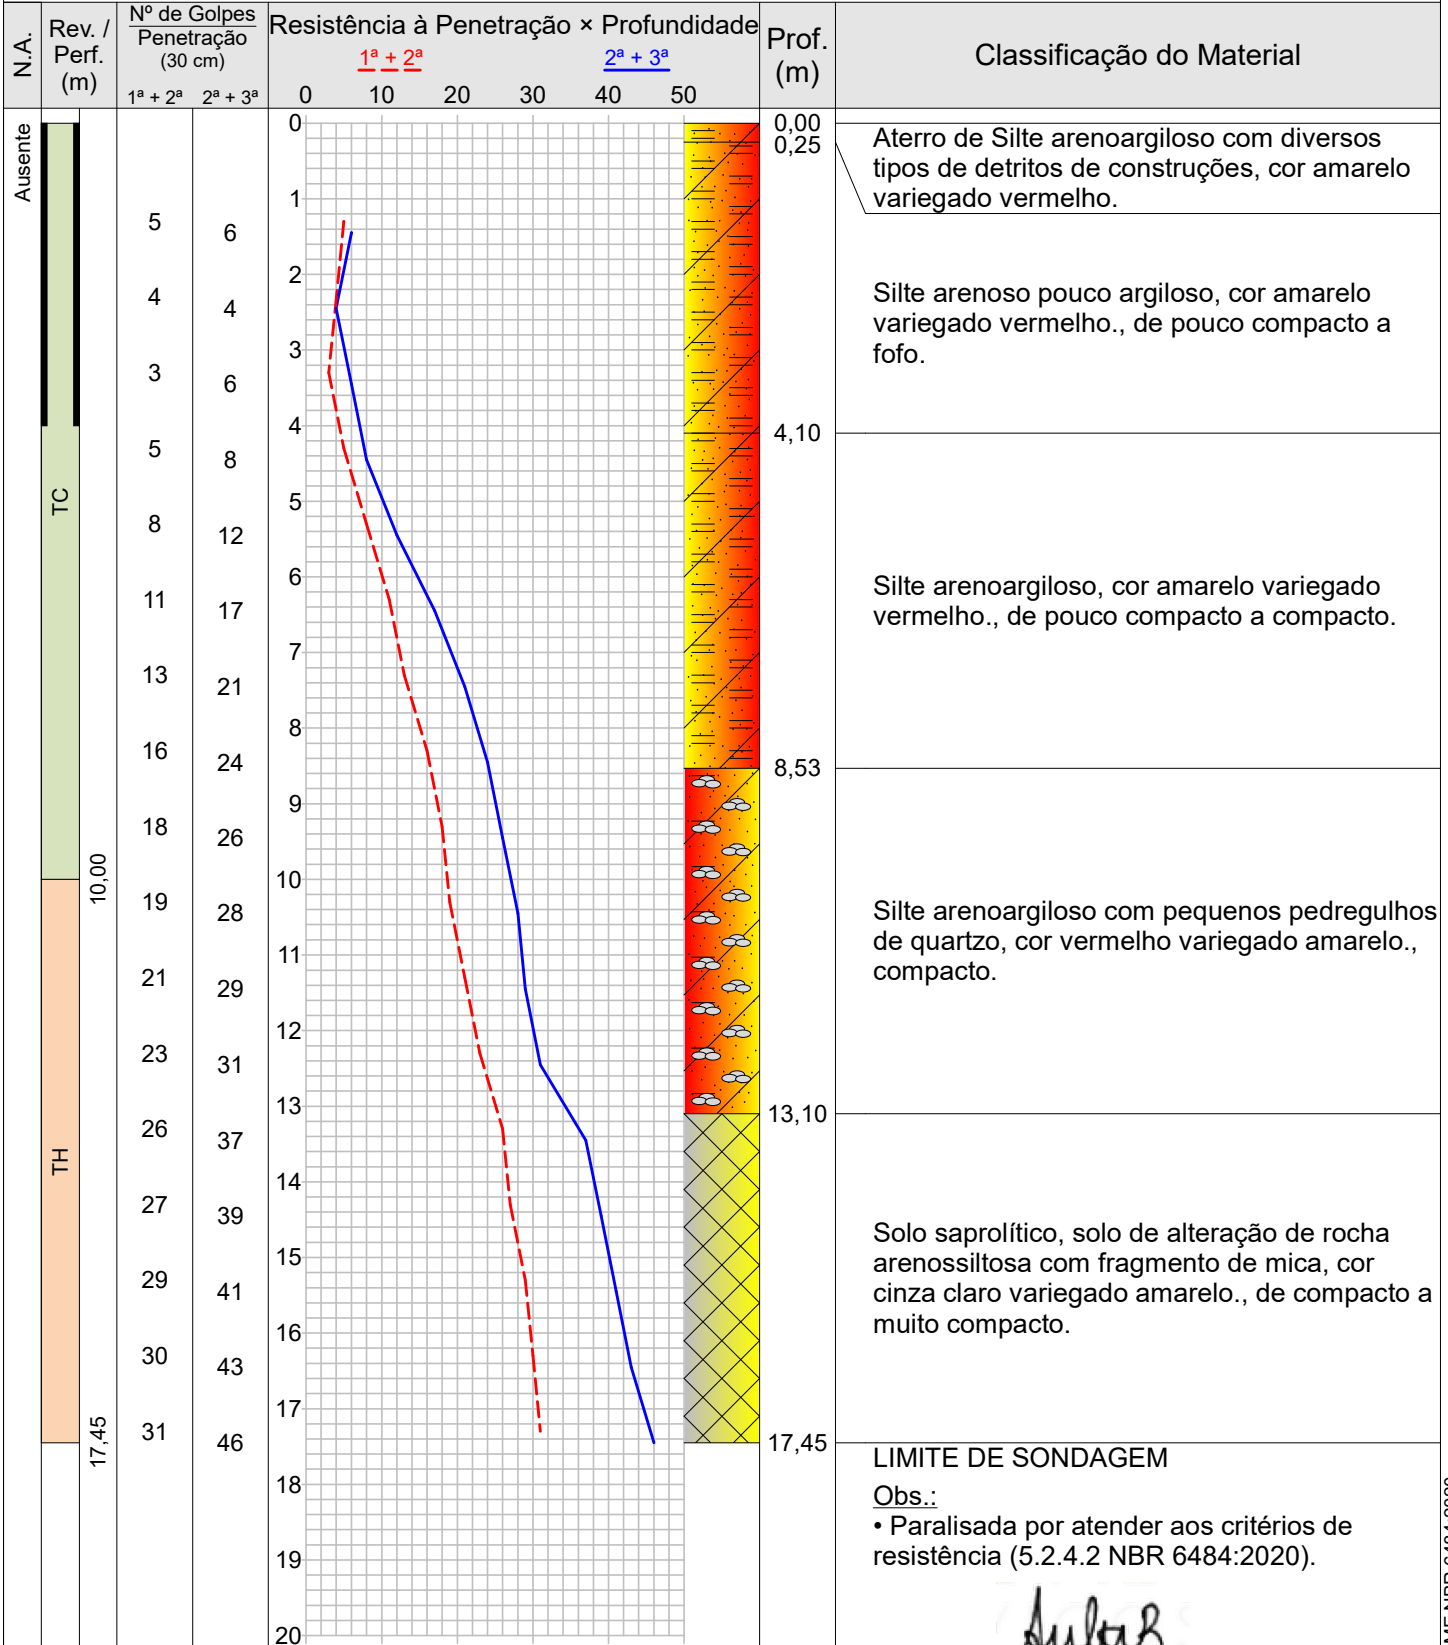 N.A.
Rev. /
Perf.
(m)
Nº de Golpes
Penetração
(30 cm)
1ª + 2ª 2ª + 3ª
Resistência à Penetração × Profundidade
1ª + 2ª 2ª + 3ª
0 10 20 30 40 50
Prof.
(m)
Classificação do Material
Ausente
TC
10,00
TH
17,45
5 6
4 4
3 6
5 8
8 12
11 17
13 21
16 24
18 26
19 28
21 29
23 31
26 37
27 39
29 41
30 43
31 46
0
1
2
3
4
5
6
7
8
9
10
11
12
13
14
15
16
17
18
19
20
0,00
0,25
4,10
8,53
13,10
17,45
Aterro de Silte arenoargiloso com diversos
tipos de detritos de construções, cor amarelo
variegado vermelho.
Silte arenoso pouco argiloso, cor amarelo
variegado vermelho., de pouco compacto a
fofo.
Silte arenoargiloso, cor amarelo variegado
vermelho., de pouco compacto a compacto.
Silte arenoargiloso com pequenos pedregulhos
de quartzo, cor vermelho variegado amarelo.,
compacto.
Solo saprolítico, solo de alteração de rocha
arenossiltosa com fragmento de mica, cor
cinza claro variegado amarelo., de compacto a
muito compacto.
LIMITE DE SONDAGEM
Obs.:
• Paralisada por atender aos critérios de
resistência (5.2.4.2 NBR 6484:2020).